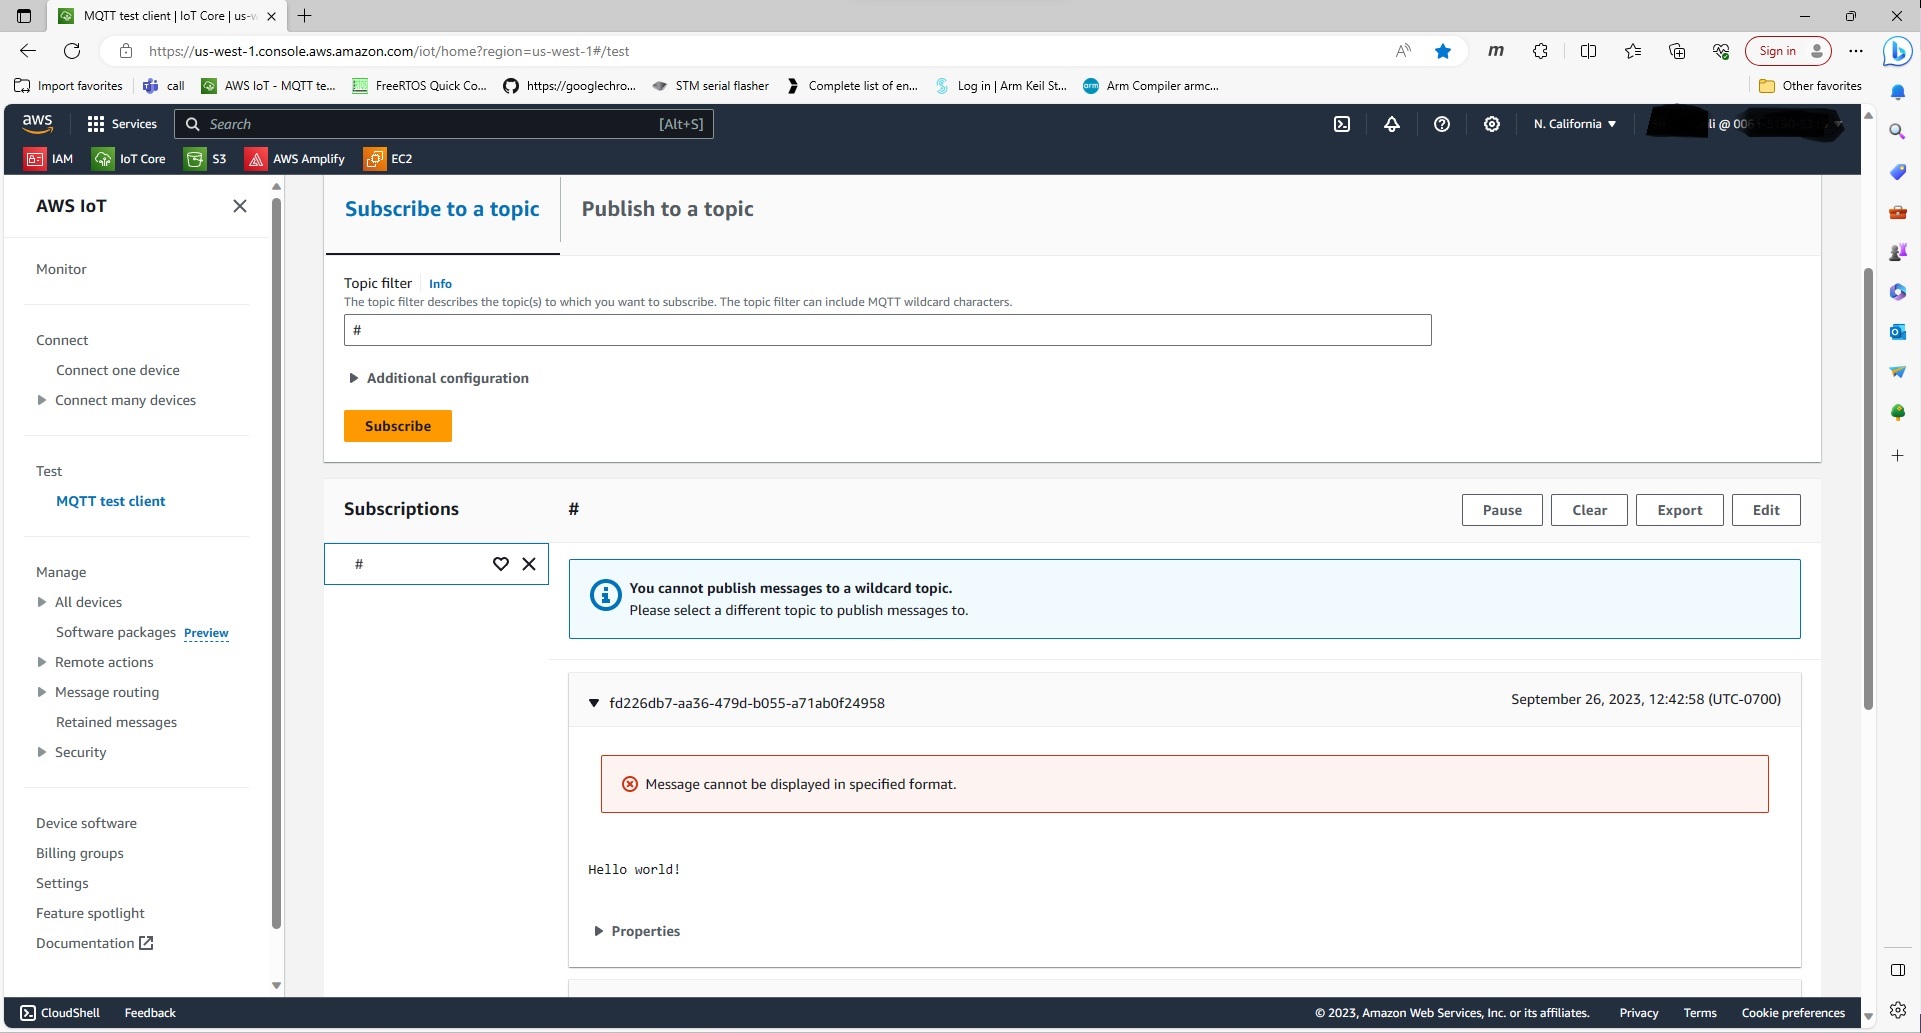 MQTT test client | IoT Core | us-w
https://us-west-1.console.aws.amazon.com/iot/home?region=us-west-1#/test
Sign in
Import favorites call AWS IoT - MQTT te... FreeRTOS Quick Co... https://googlechro... STM serial flasher Complete list of en... Log in | Arm Keil St... Arm Compiler armc... Other favorites
aws Services Search [Alt+S] N. California li @ 006
IAM IoT Core S3 AWS Amplify EC2
AWS IoT
Monitor
Connect
Connect one device
Connect many devices
Test
MQTT test client
Manage
All devices
Software packages Preview
Remote actions
Message routing
Retained messages
Security
Device software
Billing groups
Settings
Feature spotlight
Documentation
Subscribe to a topic Publish to a topic
Topic filter Info
The topic filter describes the topic(s) to which you want to subscribe. The topic filter can include MQTT wildcard characters.
#
Additional configuration
Subscribe
Subscriptions # Pause Clear Export Edit
#
You cannot publish messages to a wildcard topic.
Please select a different topic to publish messages to.
fd226db7-aa36-479d-b055-a71ab0f24958 September 26, 2023, 12:42:58 (UTC-0700)
Message cannot be displayed in specified format.
Hello world!
Properties
CloudShell Feedback © 2023, Amazon Web Services, Inc. or its affiliates. Privacy Terms Cookie preferences